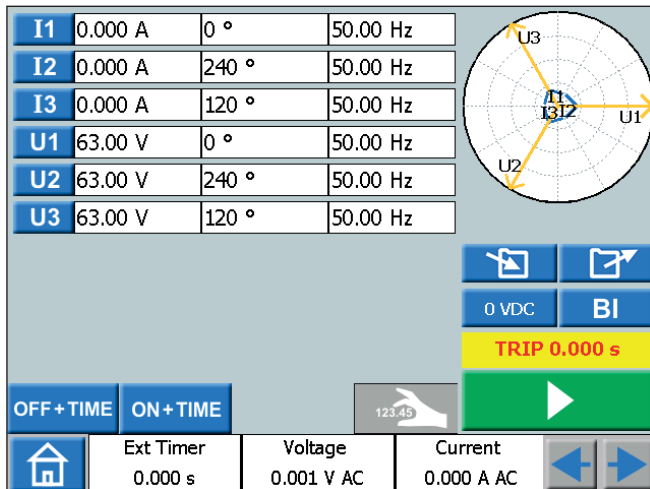 I1 0.000 A 0 ° 50.00 Hz
I2 0.000 A 240 ° 50.00 Hz
I3 0.000 A 120 ° 50.00 Hz
U1 63.00 V 0 ° 50.00 Hz
U2 63.00 V 240 ° 50.00 Hz
U3 63.00 V 120 ° 50.00 Hz
U3
I1
I3 I2
U1
U2
0 VDC BI
TRIP 0.000 s
OFF+TIME ON+TIME 123.45
Ext Timer Voltage Current
0.000 s 0.001 V AC 0.000 A AC